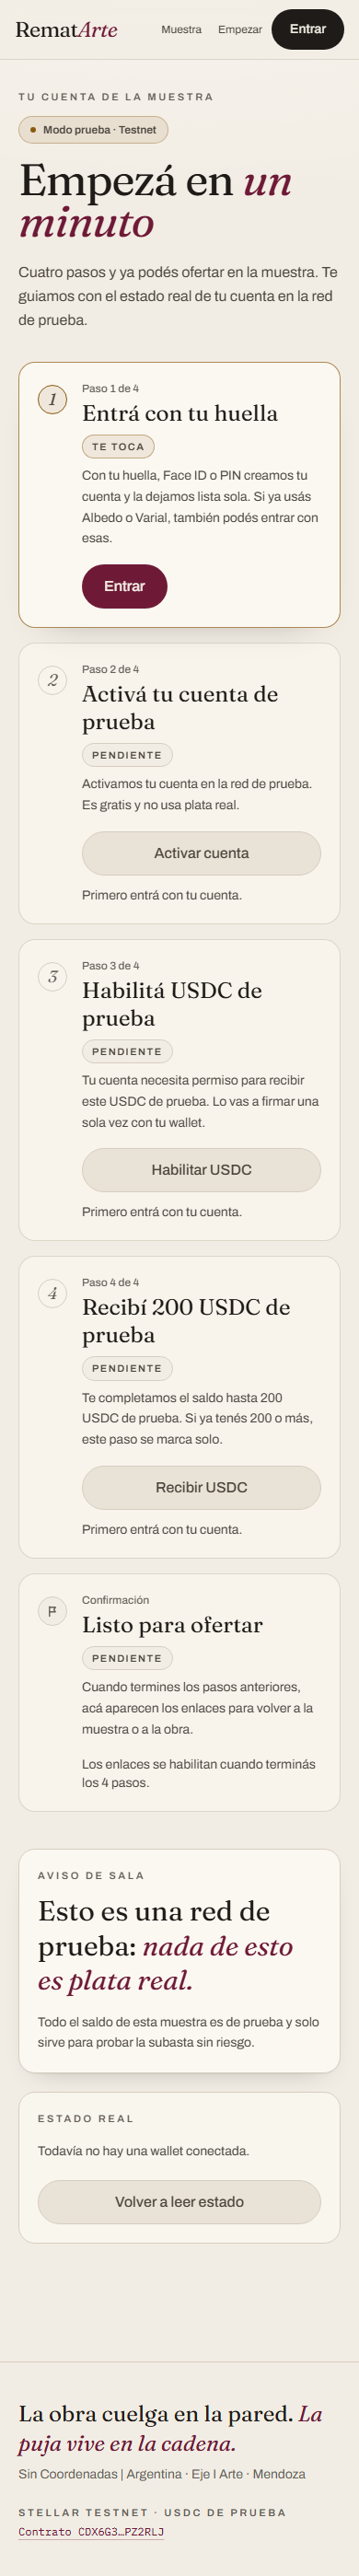 RematArte
Muestra
Empezar
Entrar
TU CUENTA DE LA MUESTRA
Modo prueba · Testnet
Empezá en un
minuto
Cuatro pasos y ya podés ofertar en la muestra. Te
guiamos con el estado real de tu cuenta en la red
de prueba.
1
Paso 1 de 4
Entrá con tu huella
TE TOCA
Con tu huella, Face ID o PIN creamos tu
cuenta y la dejamos lista sola. Si ya usás
Albedo o Varial, también podés entrar con
esas.
Entrar
2
Paso 2 de 4
Activá tu cuenta de
prueba
PENDIENTE
Activamos tu cuenta en la red de prueba.
Es gratis y no usa plata real.
Activar cuenta
Primero entrá con tu cuenta.
3
Paso 3 de 4
Habilitá USDC de
prueba
PENDIENTE
Tu cuenta necesita permiso para recibir
este USDC de prueba. Lo vas a firmar una
sola vez con tu wallet.
Habilitar USDC
Primero entrá con tu cuenta.
4
Paso 4 de 4
Recibí 200 USDC de
prueba
PENDIENTE
Te completamos el saldo hasta 200
USDC de prueba. Si ya tenés 200 o más,
este paso se marca solo.
Recibir USDC
Primero entrá con tu cuenta.
Confirmación
Listo para ofertar
PENDIENTE
Cuando termines los pasos anteriores,
acá aparecen los enlaces para volver a la
muestra o a la obra.
Los enlaces se habilitan cuando terminás
los 4 pasos.
AVISO DE SALA
Esto es una red de
prueba: nada de esto
es plata real.
Todo el saldo de esta muestra es de prueba y solo
sirve para probar la subasta sin riesgo.
ESTADO REAL
Todavía no hay una wallet conectada.
Volver a leer estado
La obra cuelga en la pared. La
puja vive en la cadena.
Sin Coordenadas | Argentina · Eje I Arte · Mendoza
STELLAR TESTNET · USDC DE PRUEBA
Contrato CDX6G3…PZ2RLJ